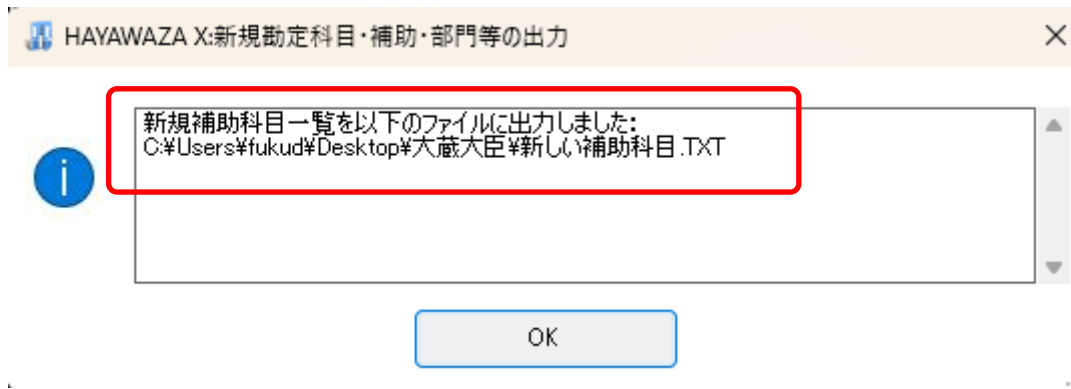 HAYAWAZA X:新規勘定科目・補助・部門等の出力
新規補助科目一覧を以下のファイルに出力しました:
C:¥Users¥fukud¥Desktop¥大蔵大臣¥新しい補助科目.TXT
OK